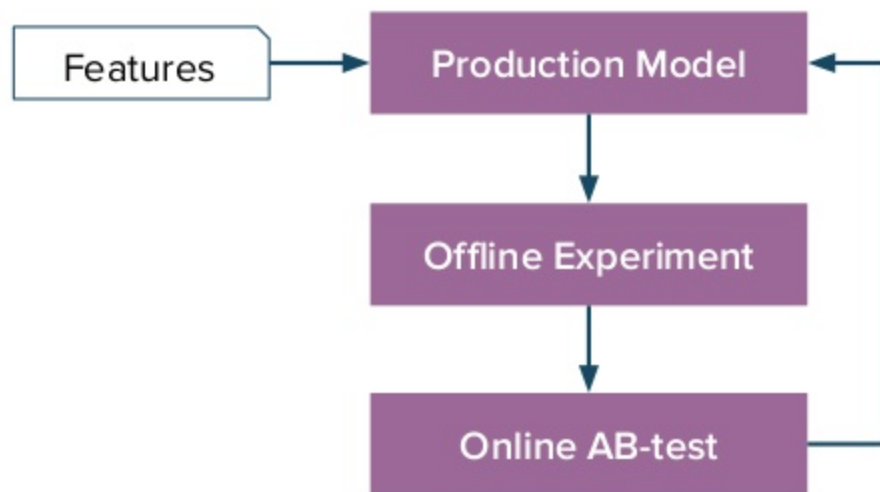 Features
Production Model
Offline Experiment
Online AB-test